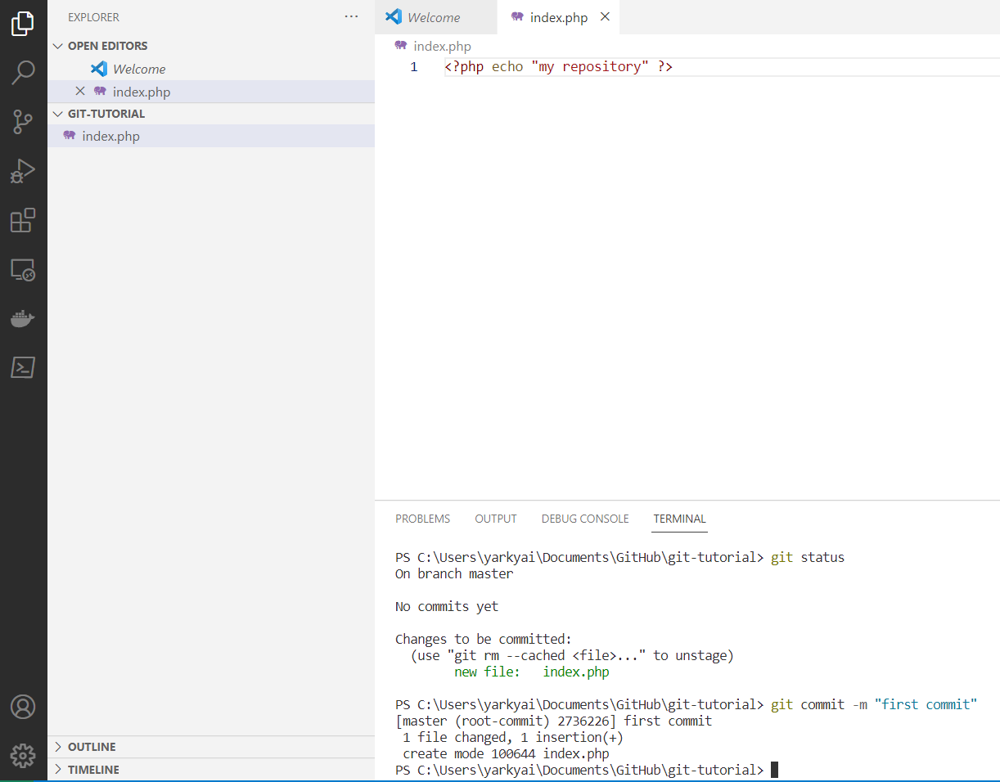 EXPLORER
OPEN EDITORS
Welcome
index.php
GIT-TUTORIAL
index.php
OUTLINE
TIMELINE
Welcome
index.php
index.php
1 <?php echo "my repository" ?>
PROBLEMS OUTPUT DEBUG CONSOLE TERMINAL
PS C:\Users\yarkyai\Documents\GitHub\git-tutorial> git status
On branch master
No commits yet
Changes to be committed:
(use "git rm --cached <file>..." to unstage)
new file: index.php
PS C:\Users\yarkyai\Documents\GitHub\git-tutorial> git commit -m "first commit"
[master (root-commit) 2736226] first commit
1 file changed, 1 insertion(+)
create mode 100644 index.php
PS C:\Users\yarkyai\Documents\GitHub\git-tutorial>